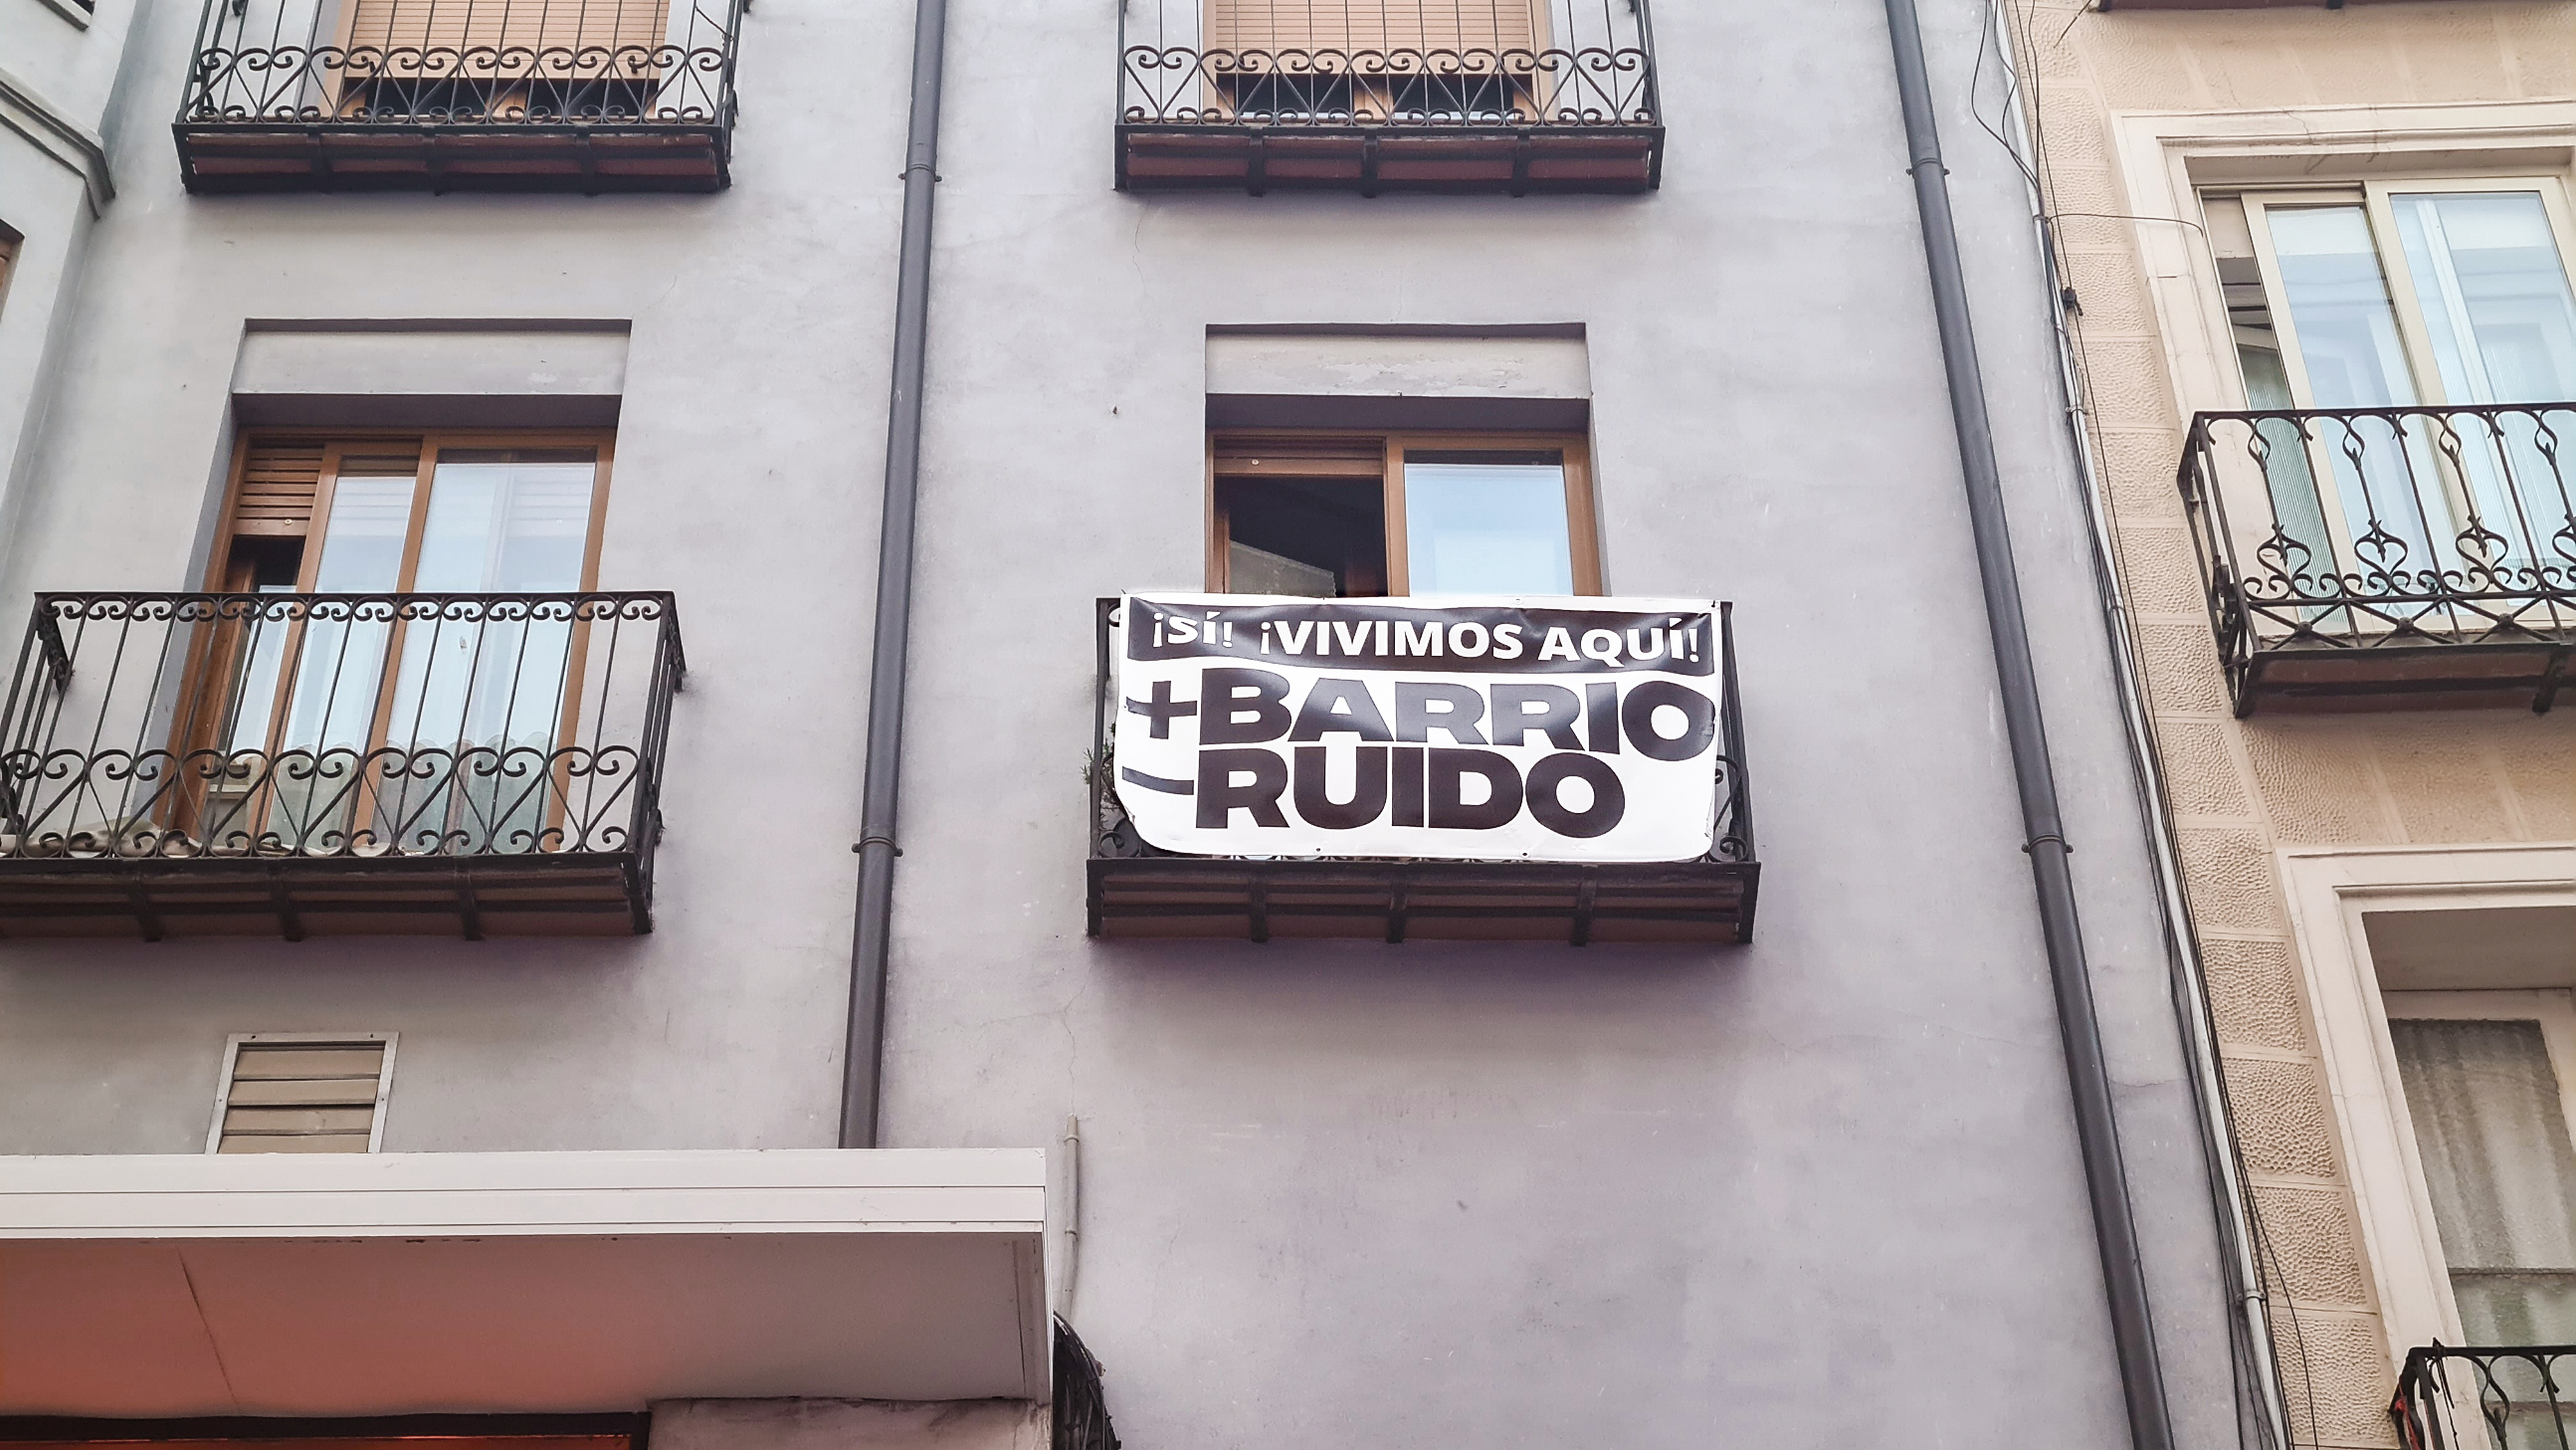 ¡SÍ! ¡VIVIMOS AQUÍ!
+BARRIO
-RUIDO